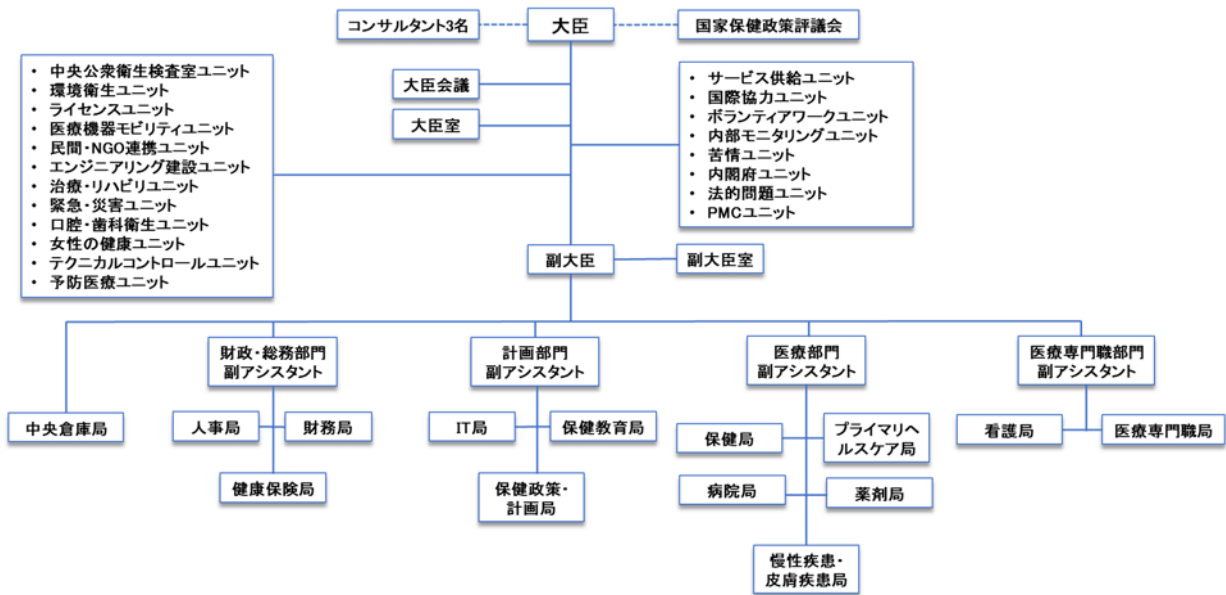 コンサルタント3名
大臣
国家保健政策評議会
・ 中央公衆衛生検査室ユニット
・ 環境衛生ユニット
・ ライセンスユニット
・ 医療機器モビリティユニット
・ 民間・NGO連携ユニット
・ エンジニアリング建設ユニット
・ 治療・リハビリユニット
・ 緊急・災害ユニット
・ 口腔・歯科衛生ユニット
・ 女性の健康ユニット
・ テクニカルコントロールユニット
・ 予防医療ユニット
大臣会議
大臣室
・ サービス供給ユニット
・ 国際協力ユニット
・ ボランティアワークユニット
・ 内部モニタリングユニット
・ 苦情ユニット
・ 内閣府ユニット
・ 法的問題ユニット
・ PMCユニット
副大臣
副大臣室
財政・総務部門
副アシスタント
計画部門
副アシスタント
医療部門
副アシスタント
医療専門職部門
副アシスタント
中央倉庫局
人事局
財務局
健康保険局
IT局
保健教育局
保健政策・
計画局
保健局
プライマリヘ
ルスケア局
病院局
薬剤局
慢性疾患・
皮膚疾患局
看護局
医療専門職局